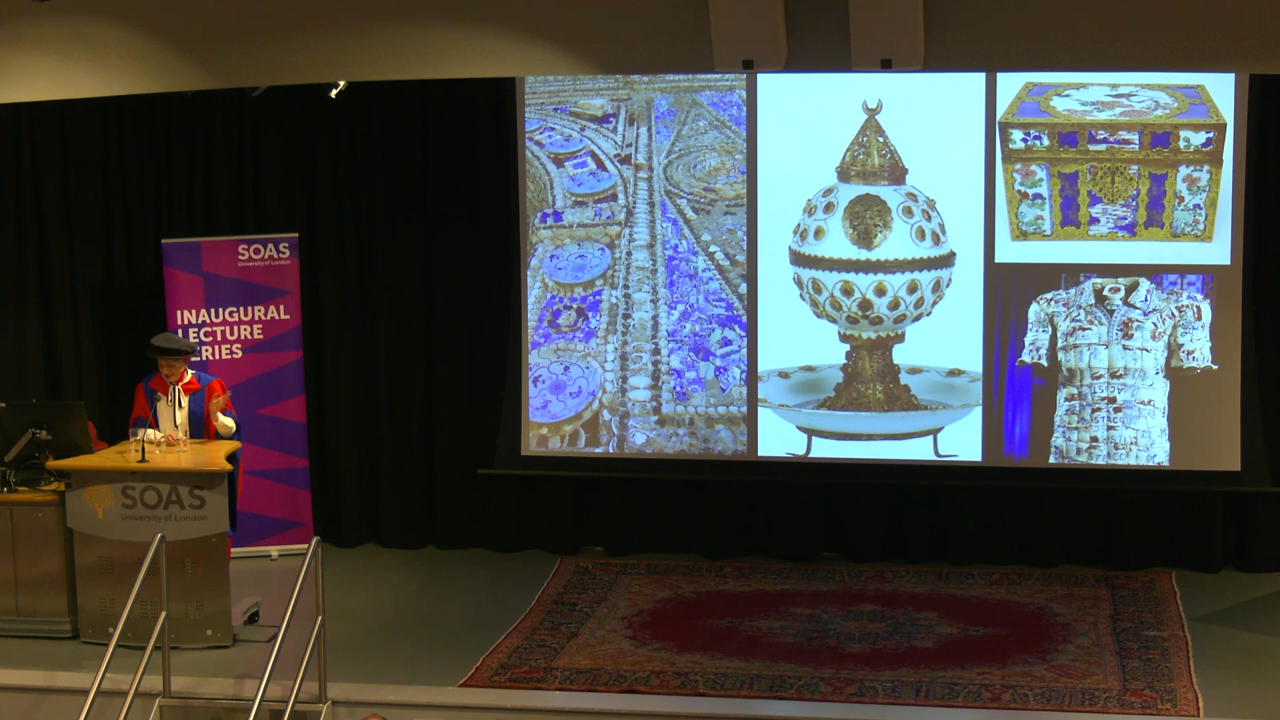 SOAS
University of London
INAUGURAL
LECTURE
ERIES
SOAS
University of London